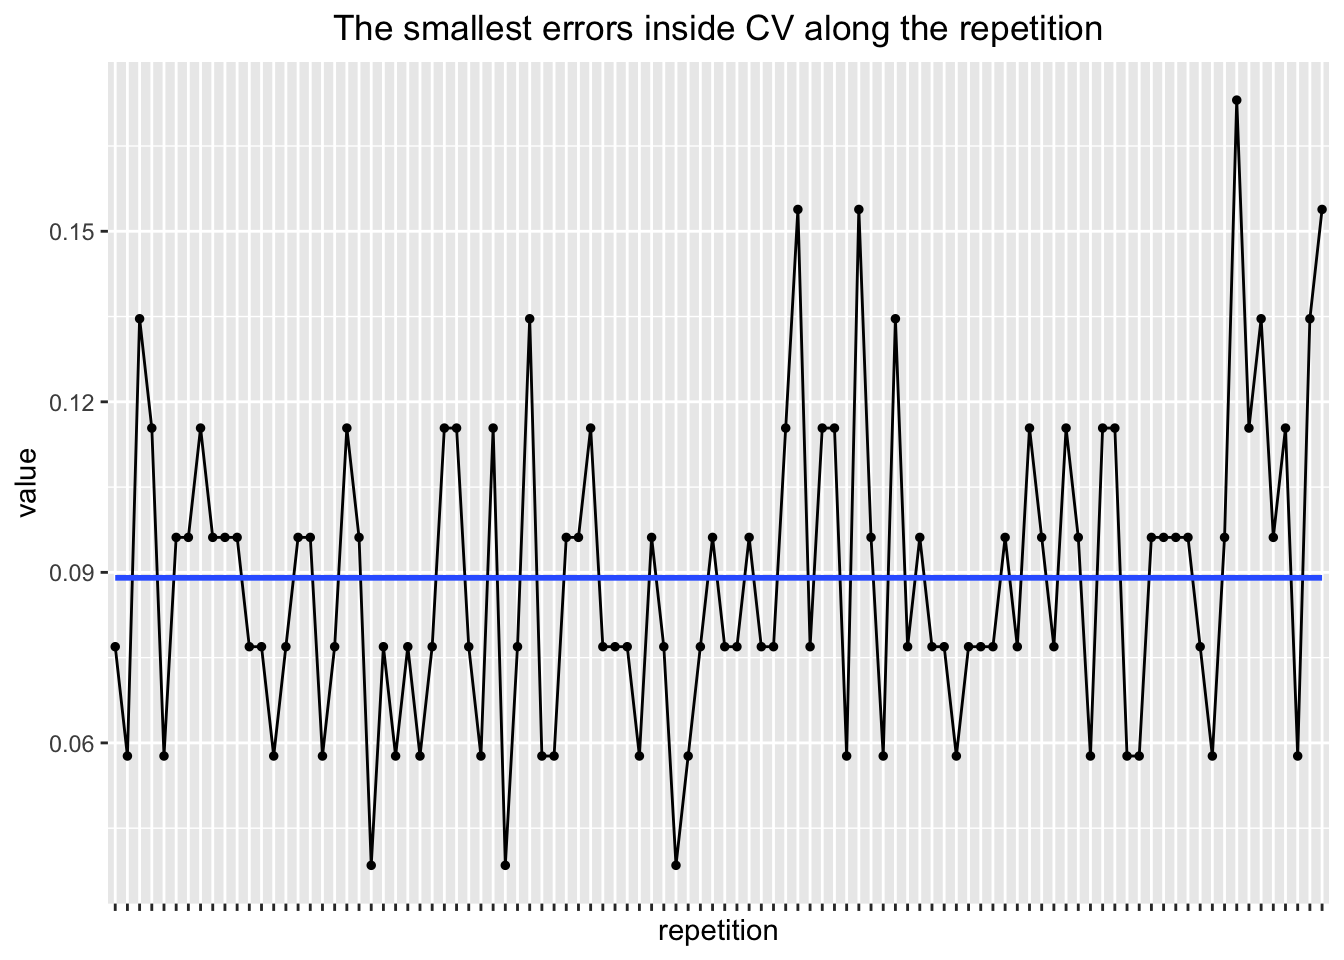 The smallest errors inside CV along the repetition
0.15
0.12
0.09
0.06
value
repetition